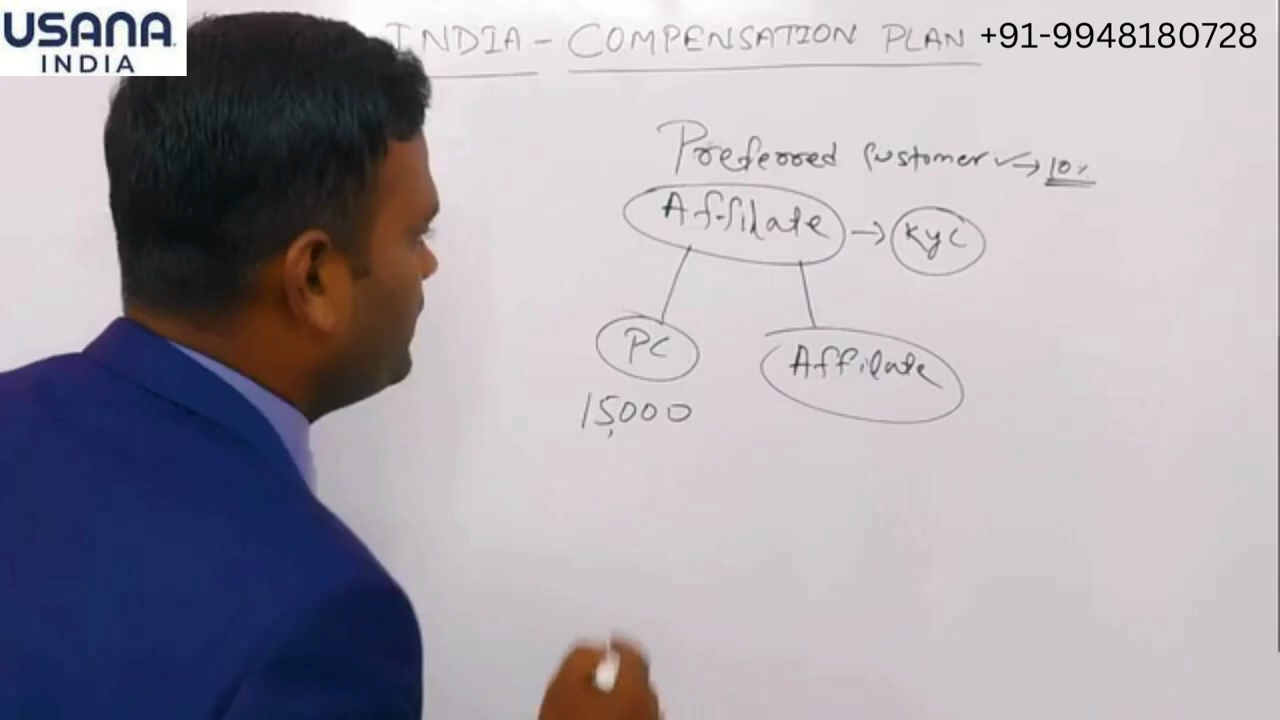 USANA
INDIA
INDIA - COMPENSATION PLAN
+91-9948180728
Preferred Customer → 10%
Affilate → KYC
PC
Affilate
15,000